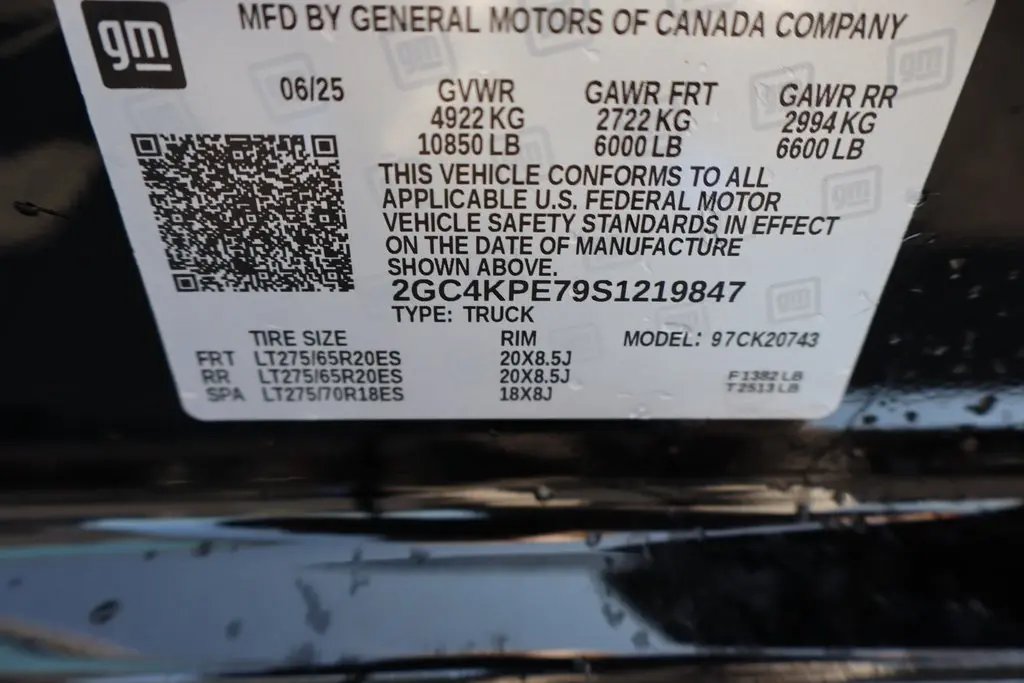 gm
MFD BY GENERAL MOTORS OF CANADA COMPANY
06/25 GVWR GAWR FRT GAWR RR
4922 KG 2722 KG 2994 KG
10850 LB 6000 LB 6600 LB
THIS VEHICLE CONFORMS TO ALL
APPLICABLE U.S. FEDERAL MOTOR
VEHICLE SAFETY STANDARDS IN EFFECT
ON THE DATE OF MANUFACTURE
SHOWN ABOVE.
2GC4KPE79S1219847
TYPE: TRUCK
TIRE SIZE RIM MODEL: 97CK20743
FRT LT275/65R20ES 20X8.5J
RR LT275/65R20ES 20X8.5J F1382 LB
SPA LT275/70R18ES 18X8J T2513 LB